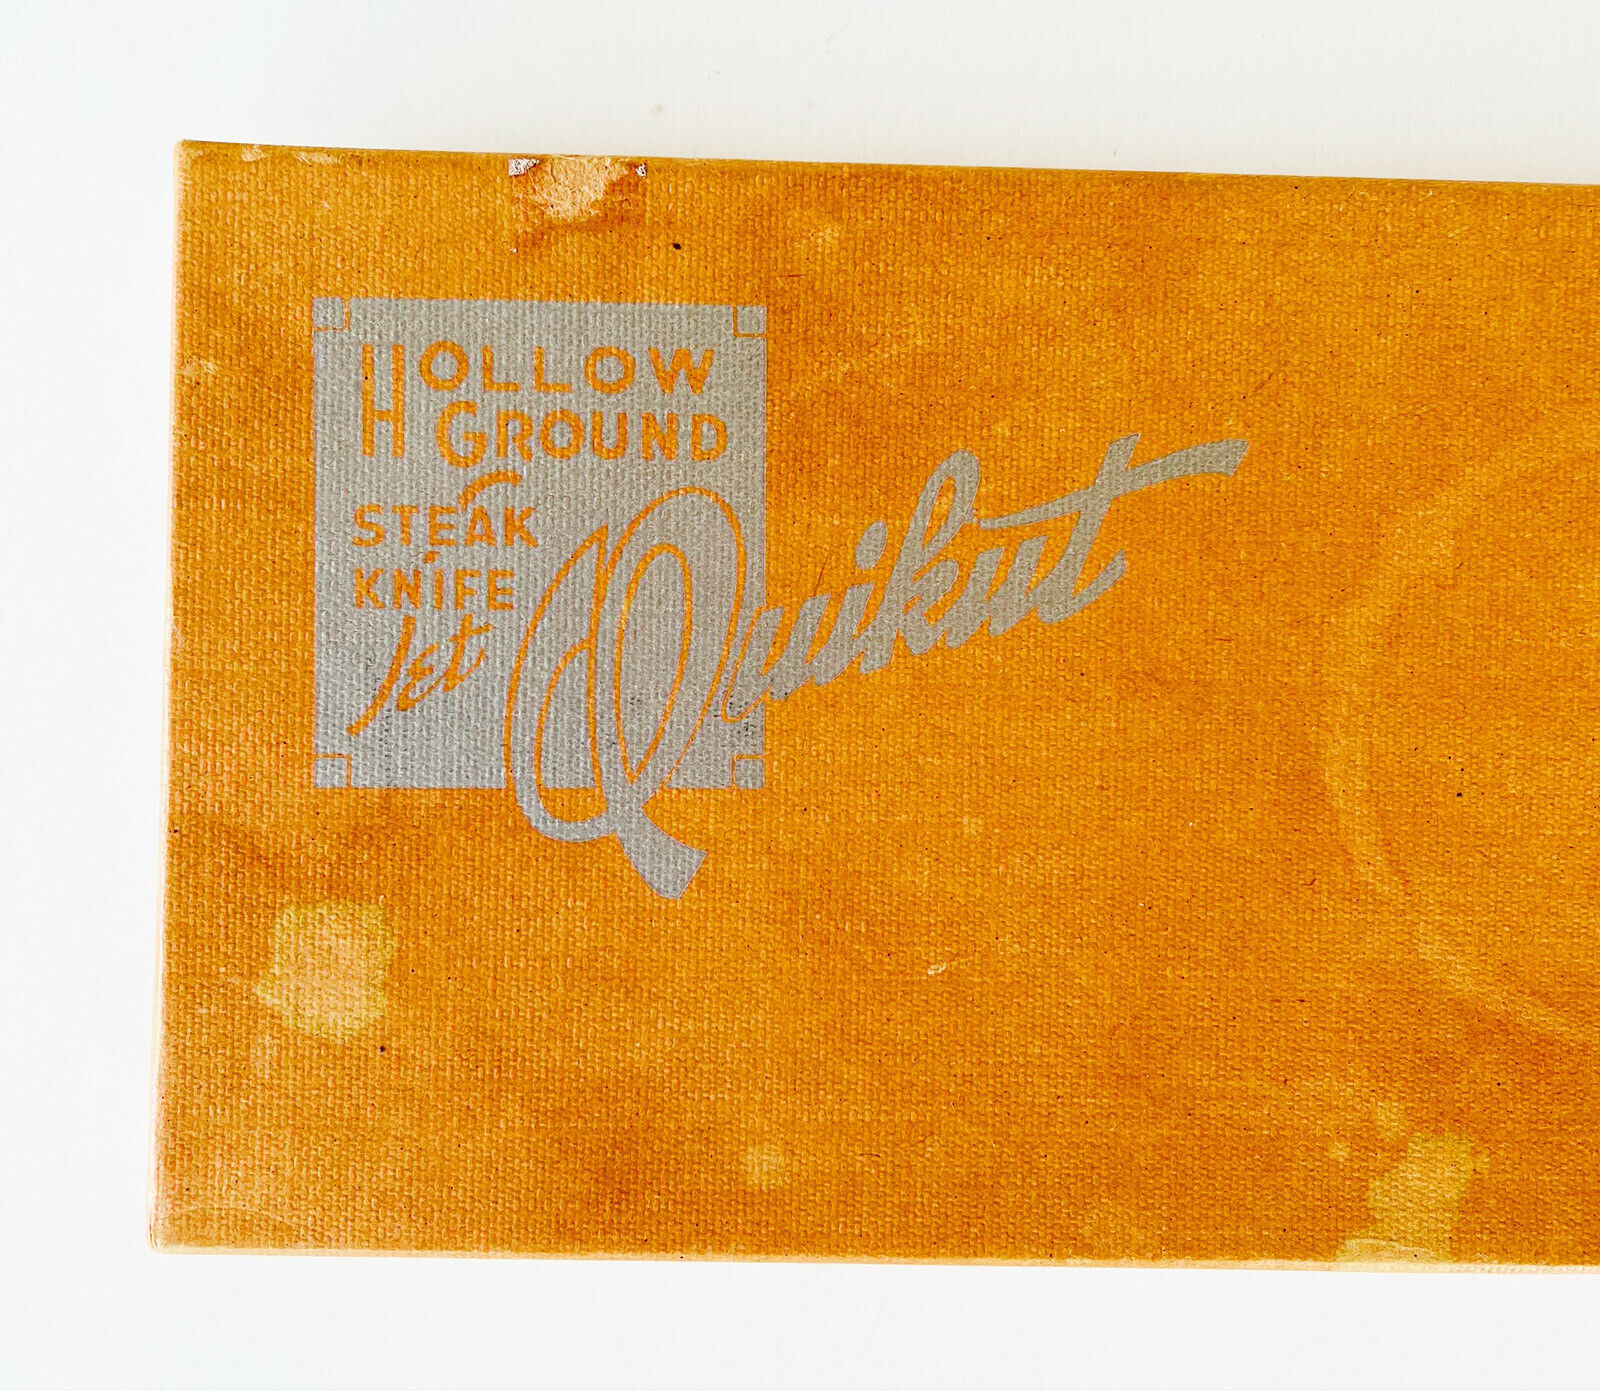 HOLLOW
GROUND
STEAK
KNIFE
Set
Quikut